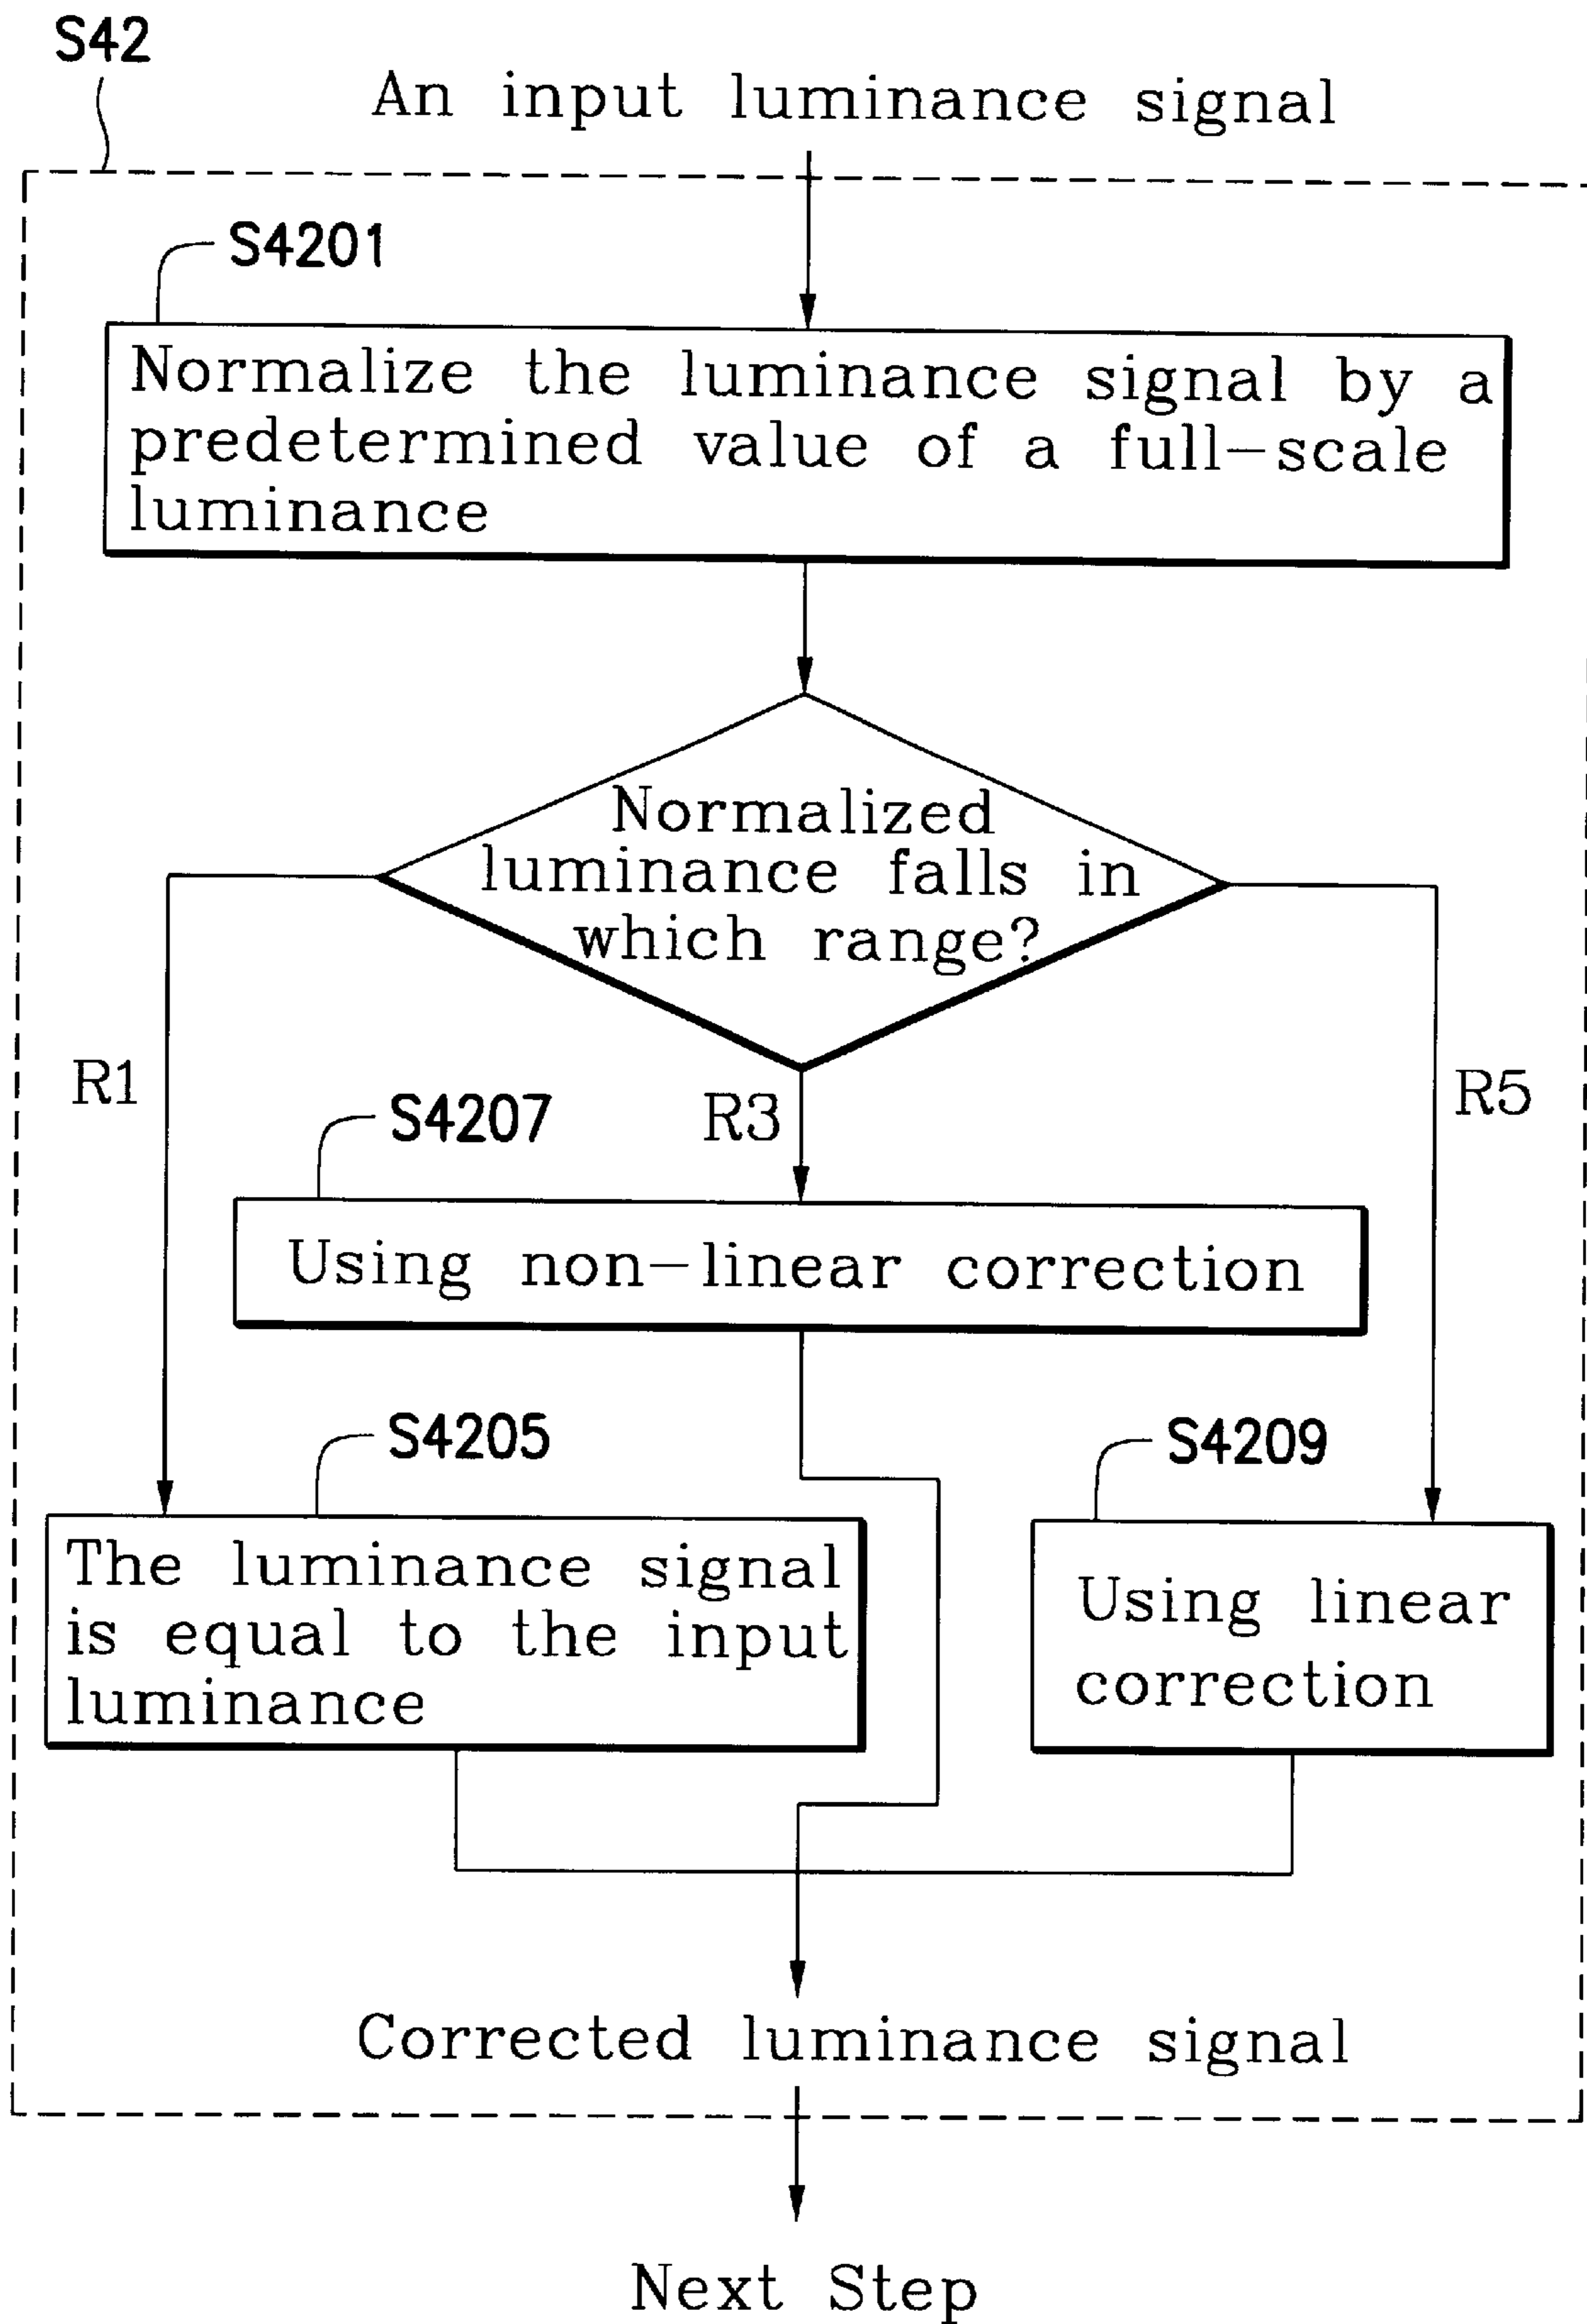 S42
An input luminance signal
S4201
Normalize the luminance signal by a
predetermined value of a full-scale
luminance
Normalized
luminance falls in
which range?
R1
R3
R5
S4207
Using non-linear correction
S4205
The luminance signal
is equal to the input
luminance
S4209
Using linear
correction
Corrected luminance signal
Next Step